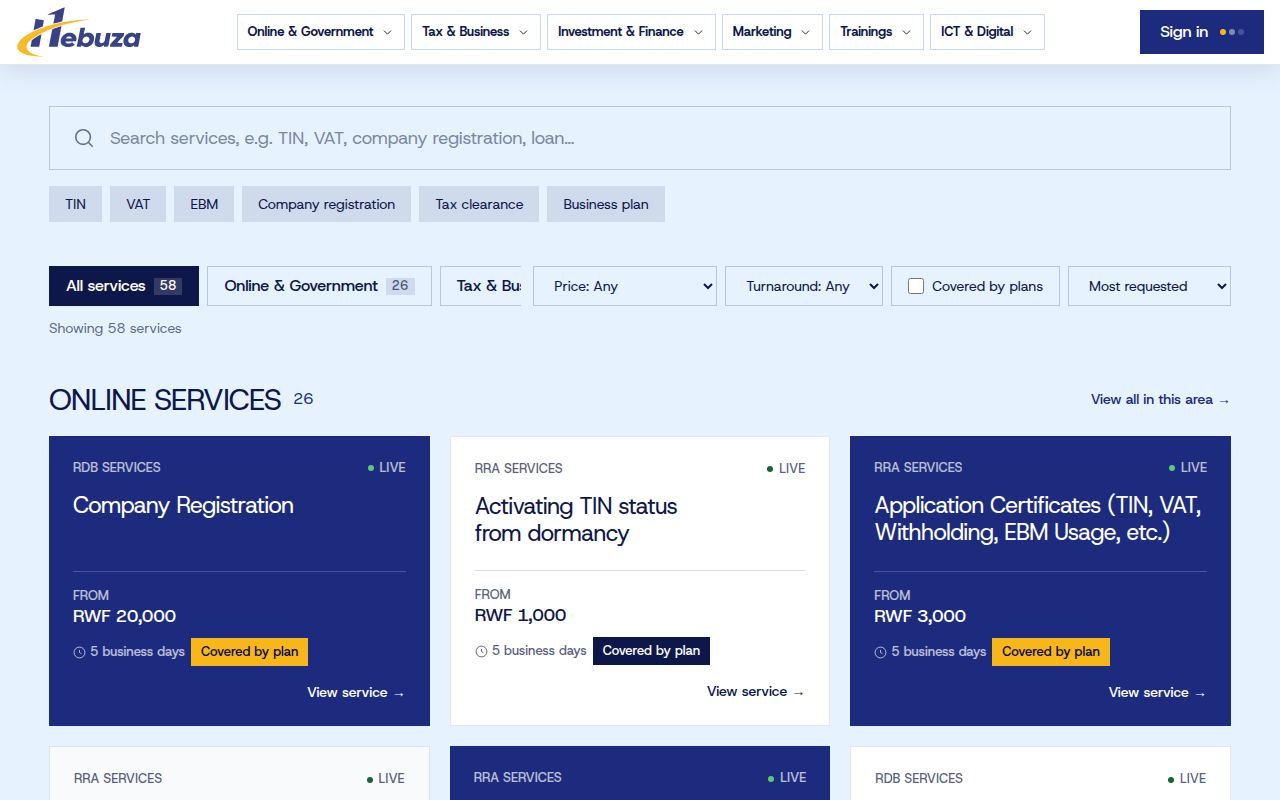 Hebuza
Online & Government
Tax & Business
Investment & Finance
Marketing
Trainings
ICT & Digital
Sign in
Search services, e.g. TIN, VAT, company registration, loan...
TIN
VAT
EBM
Company registration
Tax clearance
Business plan
All services 58
Online & Government 26
Tax & Bus
Price: Any
Turnaround: Any
Covered by plans
Most requested
Showing 58 services
ONLINE SERVICES 26
View all in this area →
RDB SERVICES
LIVE
Company Registration
FROM
RWF 20,000
5 business days
Covered by plan
View service →
RRA SERVICES
LIVE
Activating TIN status
from dormancy
FROM
RWF 1,000
5 business days
Covered by plan
View service →
RRA SERVICES
LIVE
Application Certificates (TIN, VAT,
Withholding, EBM Usage, etc.)
FROM
RWF 3,000
5 business days
Covered by plan
View service →
RRA SERVICES
LIVE
RRA SERVICES
LIVE
RDB SERVICES
LIVE